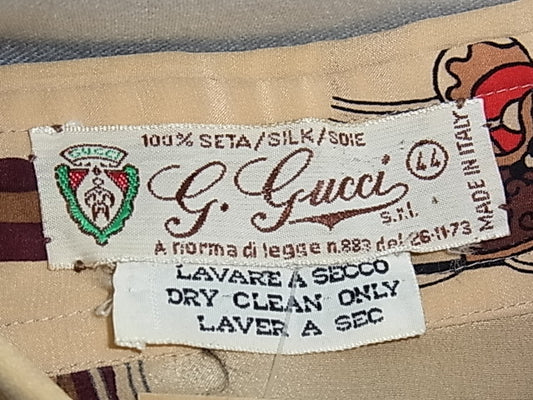 100% SETA/SILK/SOIE
GUCCI
G. Gucci
s.r.l.
44
MADE IN ITALY
A norma di legge n.883 del 26-11-73
LAVARE A SECCO
DRY-CLEAN ONLY
LAVER A SEC